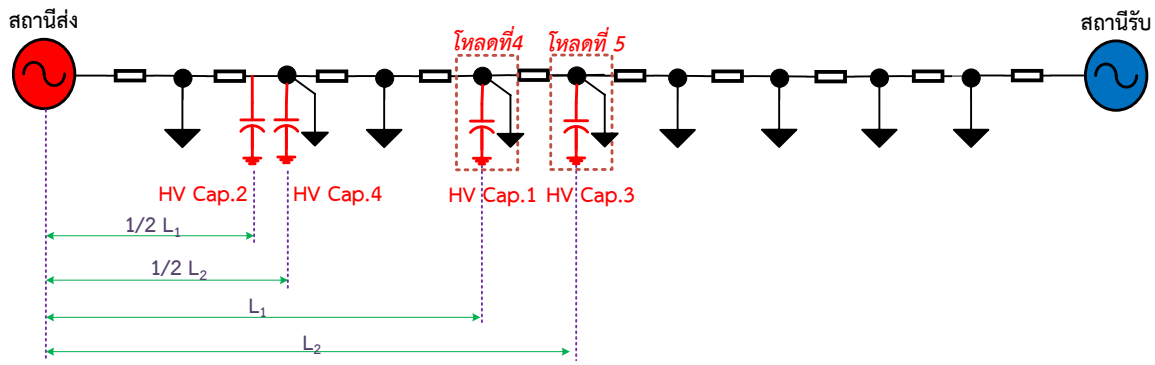 สถานีส่ง
สถานีรับ
โหลดที่4
โหลดที่ 5
HV Cap.2
HV Cap.4
HV Cap.1
HV Cap.3
1/2 L₁
1/2 L₂
L₁
L₂